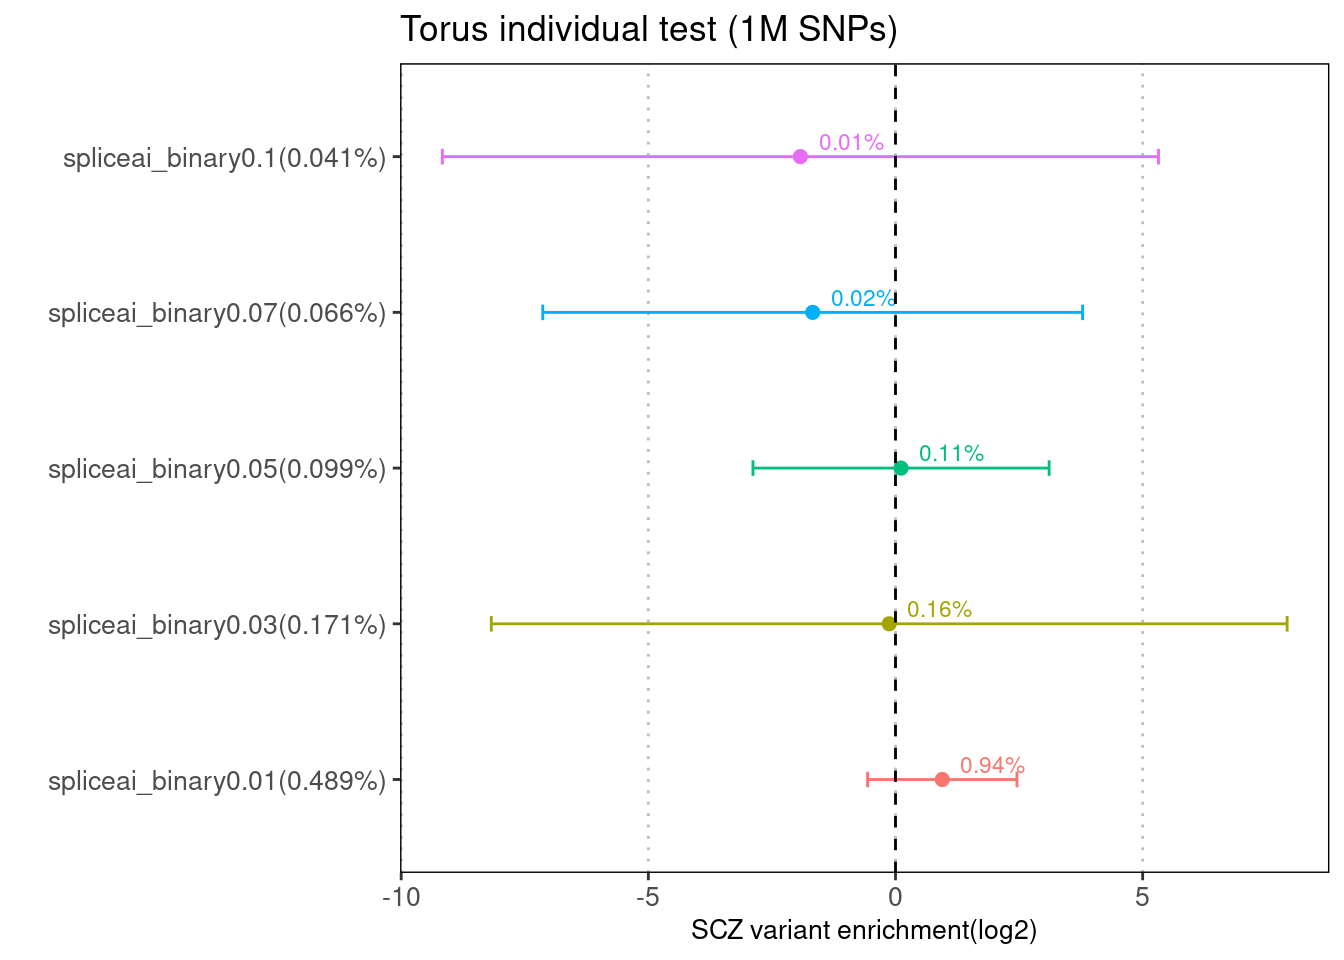 Torus individual test (1M SNPs)
spliceai_binary0.1(0.041%)
0.01%
spliceai_binary0.07(0.066%)
0.02%
spliceai_binary0.05(0.099%)
0.11%
spliceai_binary0.03(0.171%)
0.16%
spliceai_binary0.01(0.489%)
0.94%
-10 -5 0 5
SCZ variant enrichment(log2)